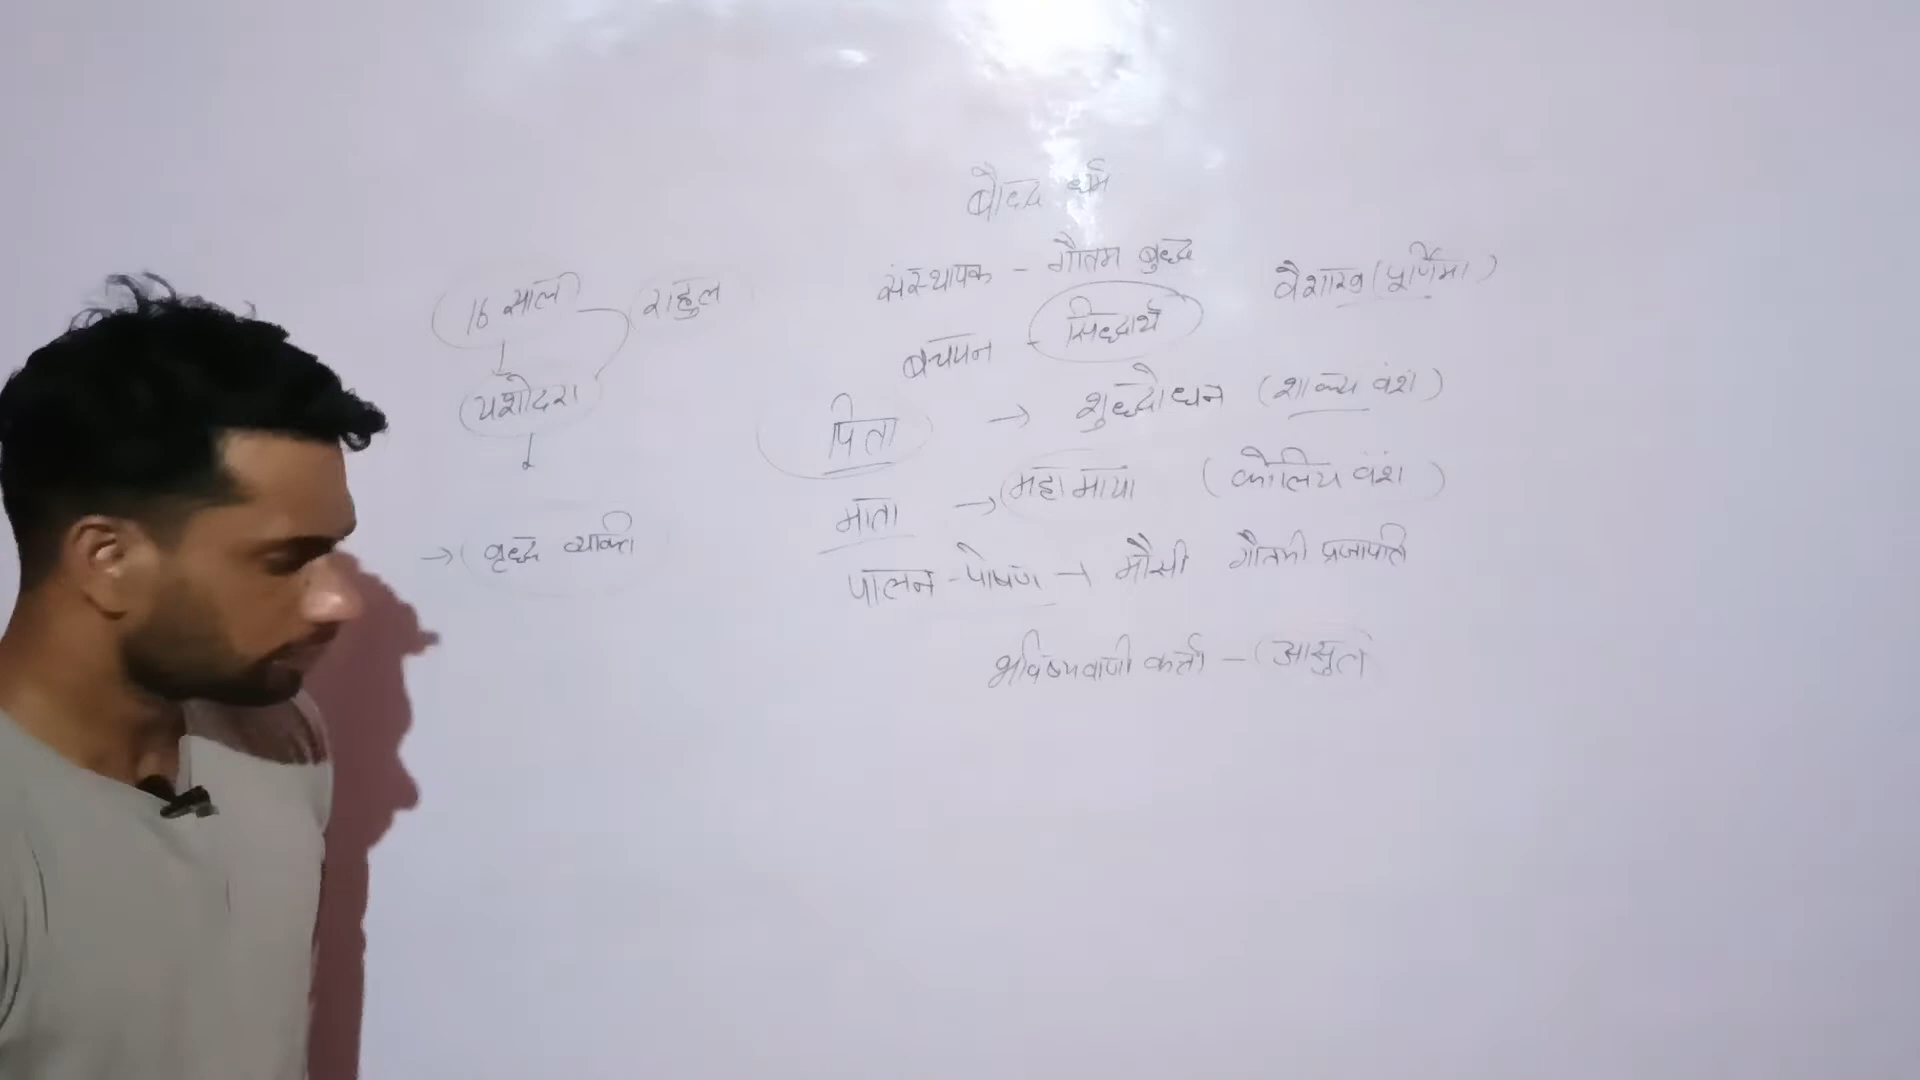 बौद्ध धर्म
संस्थापक - गौतम बुद्ध
वैशाख (पूर्णिमा)
बचपन - सिद्धार्थ
पिता → शुद्धोधन (शाक्य वंश)
माता → महामाया (कोलिय वंश)
पालन-पोषण → मौसी गौतमी प्रजापति
भविष्यवाणी कर्ता - (आसुत
16 साल
राहुल
यशोदरा
→ (वृद्ध व्यक्ति